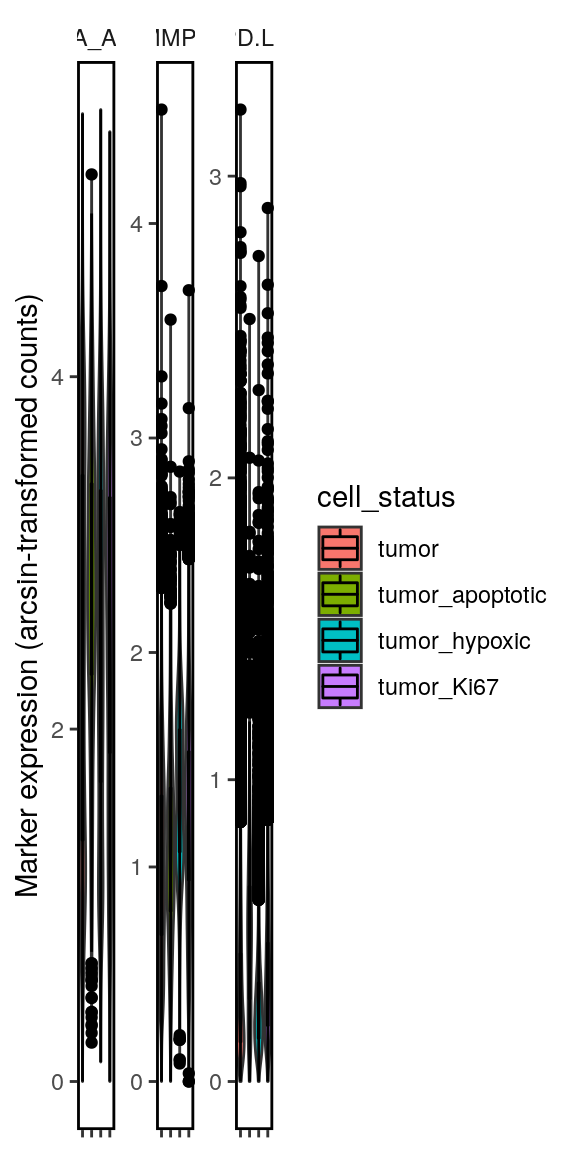 A_A
MMP
D.L
4
2
0
4
3
2
1
0
3
2
1
0
Marker expression (arcsin-transformed counts)
cell_status
tumor
tumor_apoptotic
tumor_hypoxic
tumor_Ki67